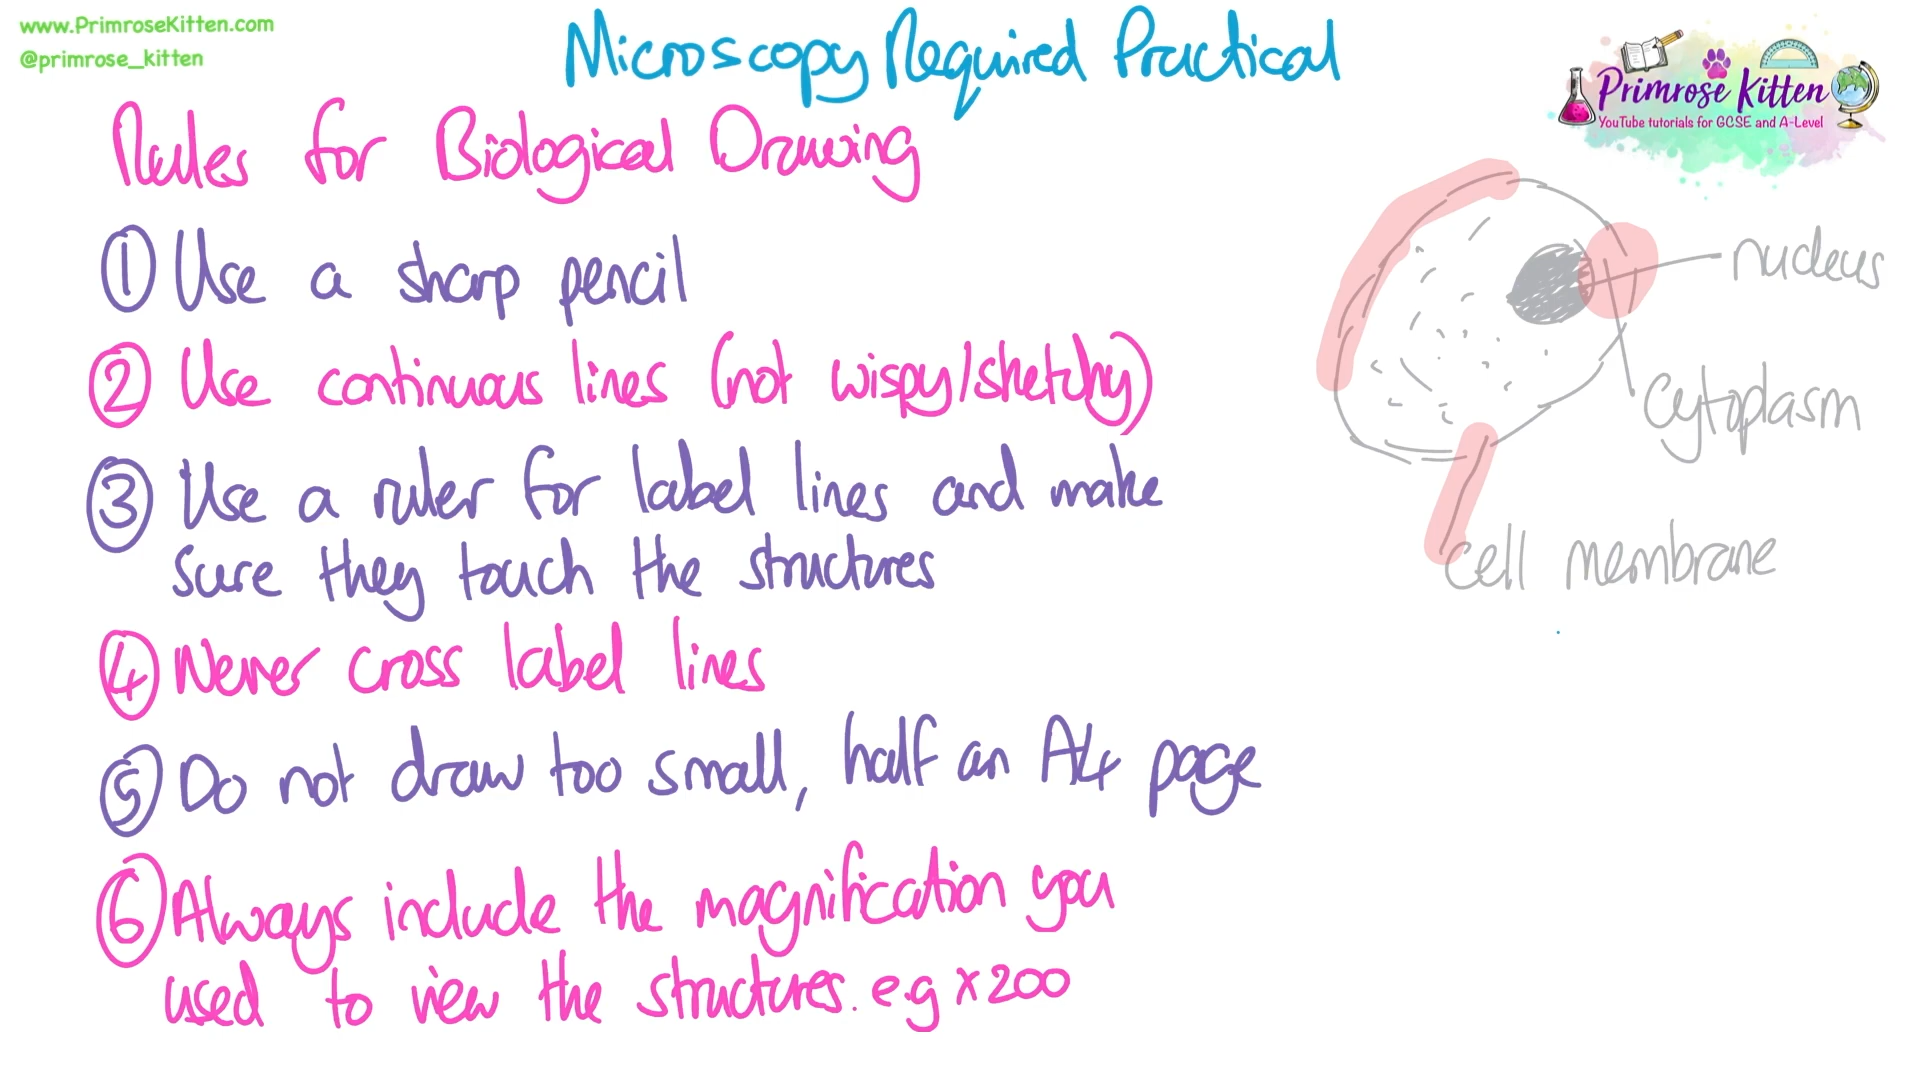 www.PrimroseKitten.com
@primrose_kitten
Microscopy Required Practical
Primrose Kitten
YouTube tutorials for GCSE and A-Level
Rules for Biological Drawing
① Use a sharp pencil
② Use continuous lines (not wispy/sketchy)
③ Use a ruler for label lines and make
sure they touch the structures
④ Never cross label lines
⑤ Do not draw too small, half an A4 page
⑥ Always include the magnification you
used to view the structures. e.g x200
nucleus
cytoplasm
cell membrane